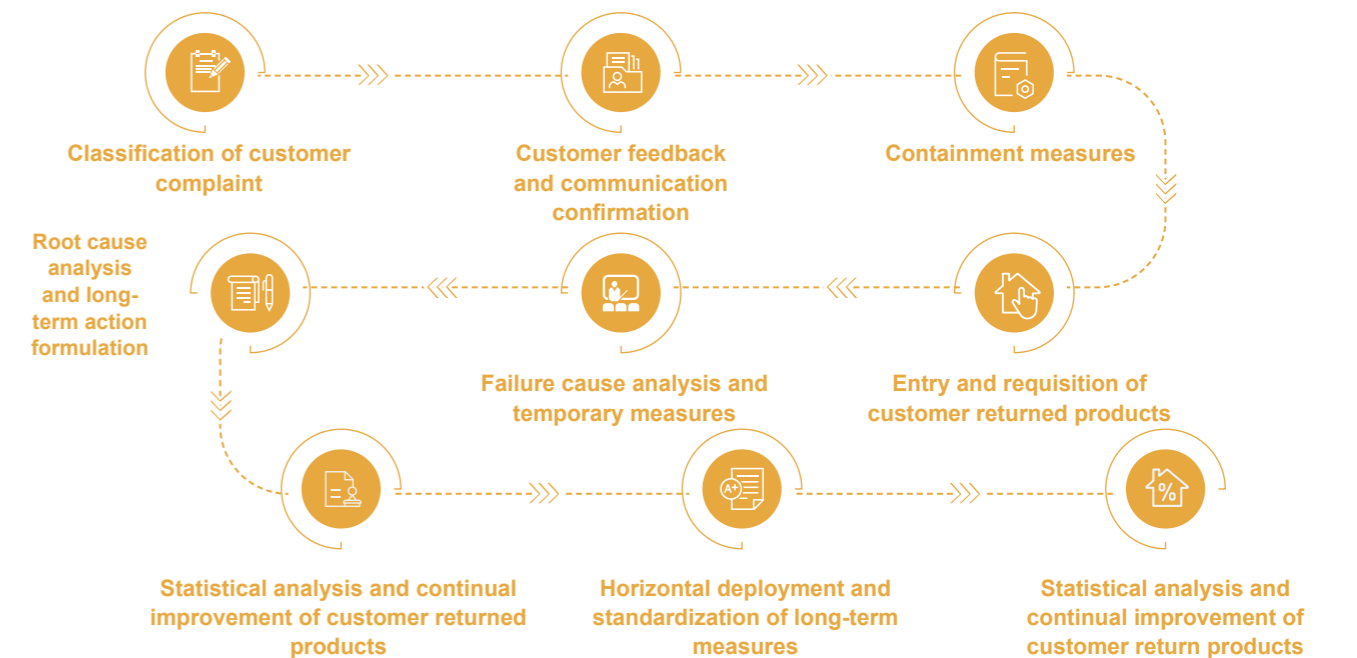 Classification of customer
complaint
Customer feedback
and communication
confirmation
Containment measures
Entry and requisition of
customer returned products
Failure cause analysis and
temporary measures
Root cause
analysis
and long-
term action
formulation
Statistical analysis and continual
improvement of customer returned
products
A+
Horizontal deployment and
standardization of long-term
measures
%
Statistical analysis and
continual improvement of
customer return products